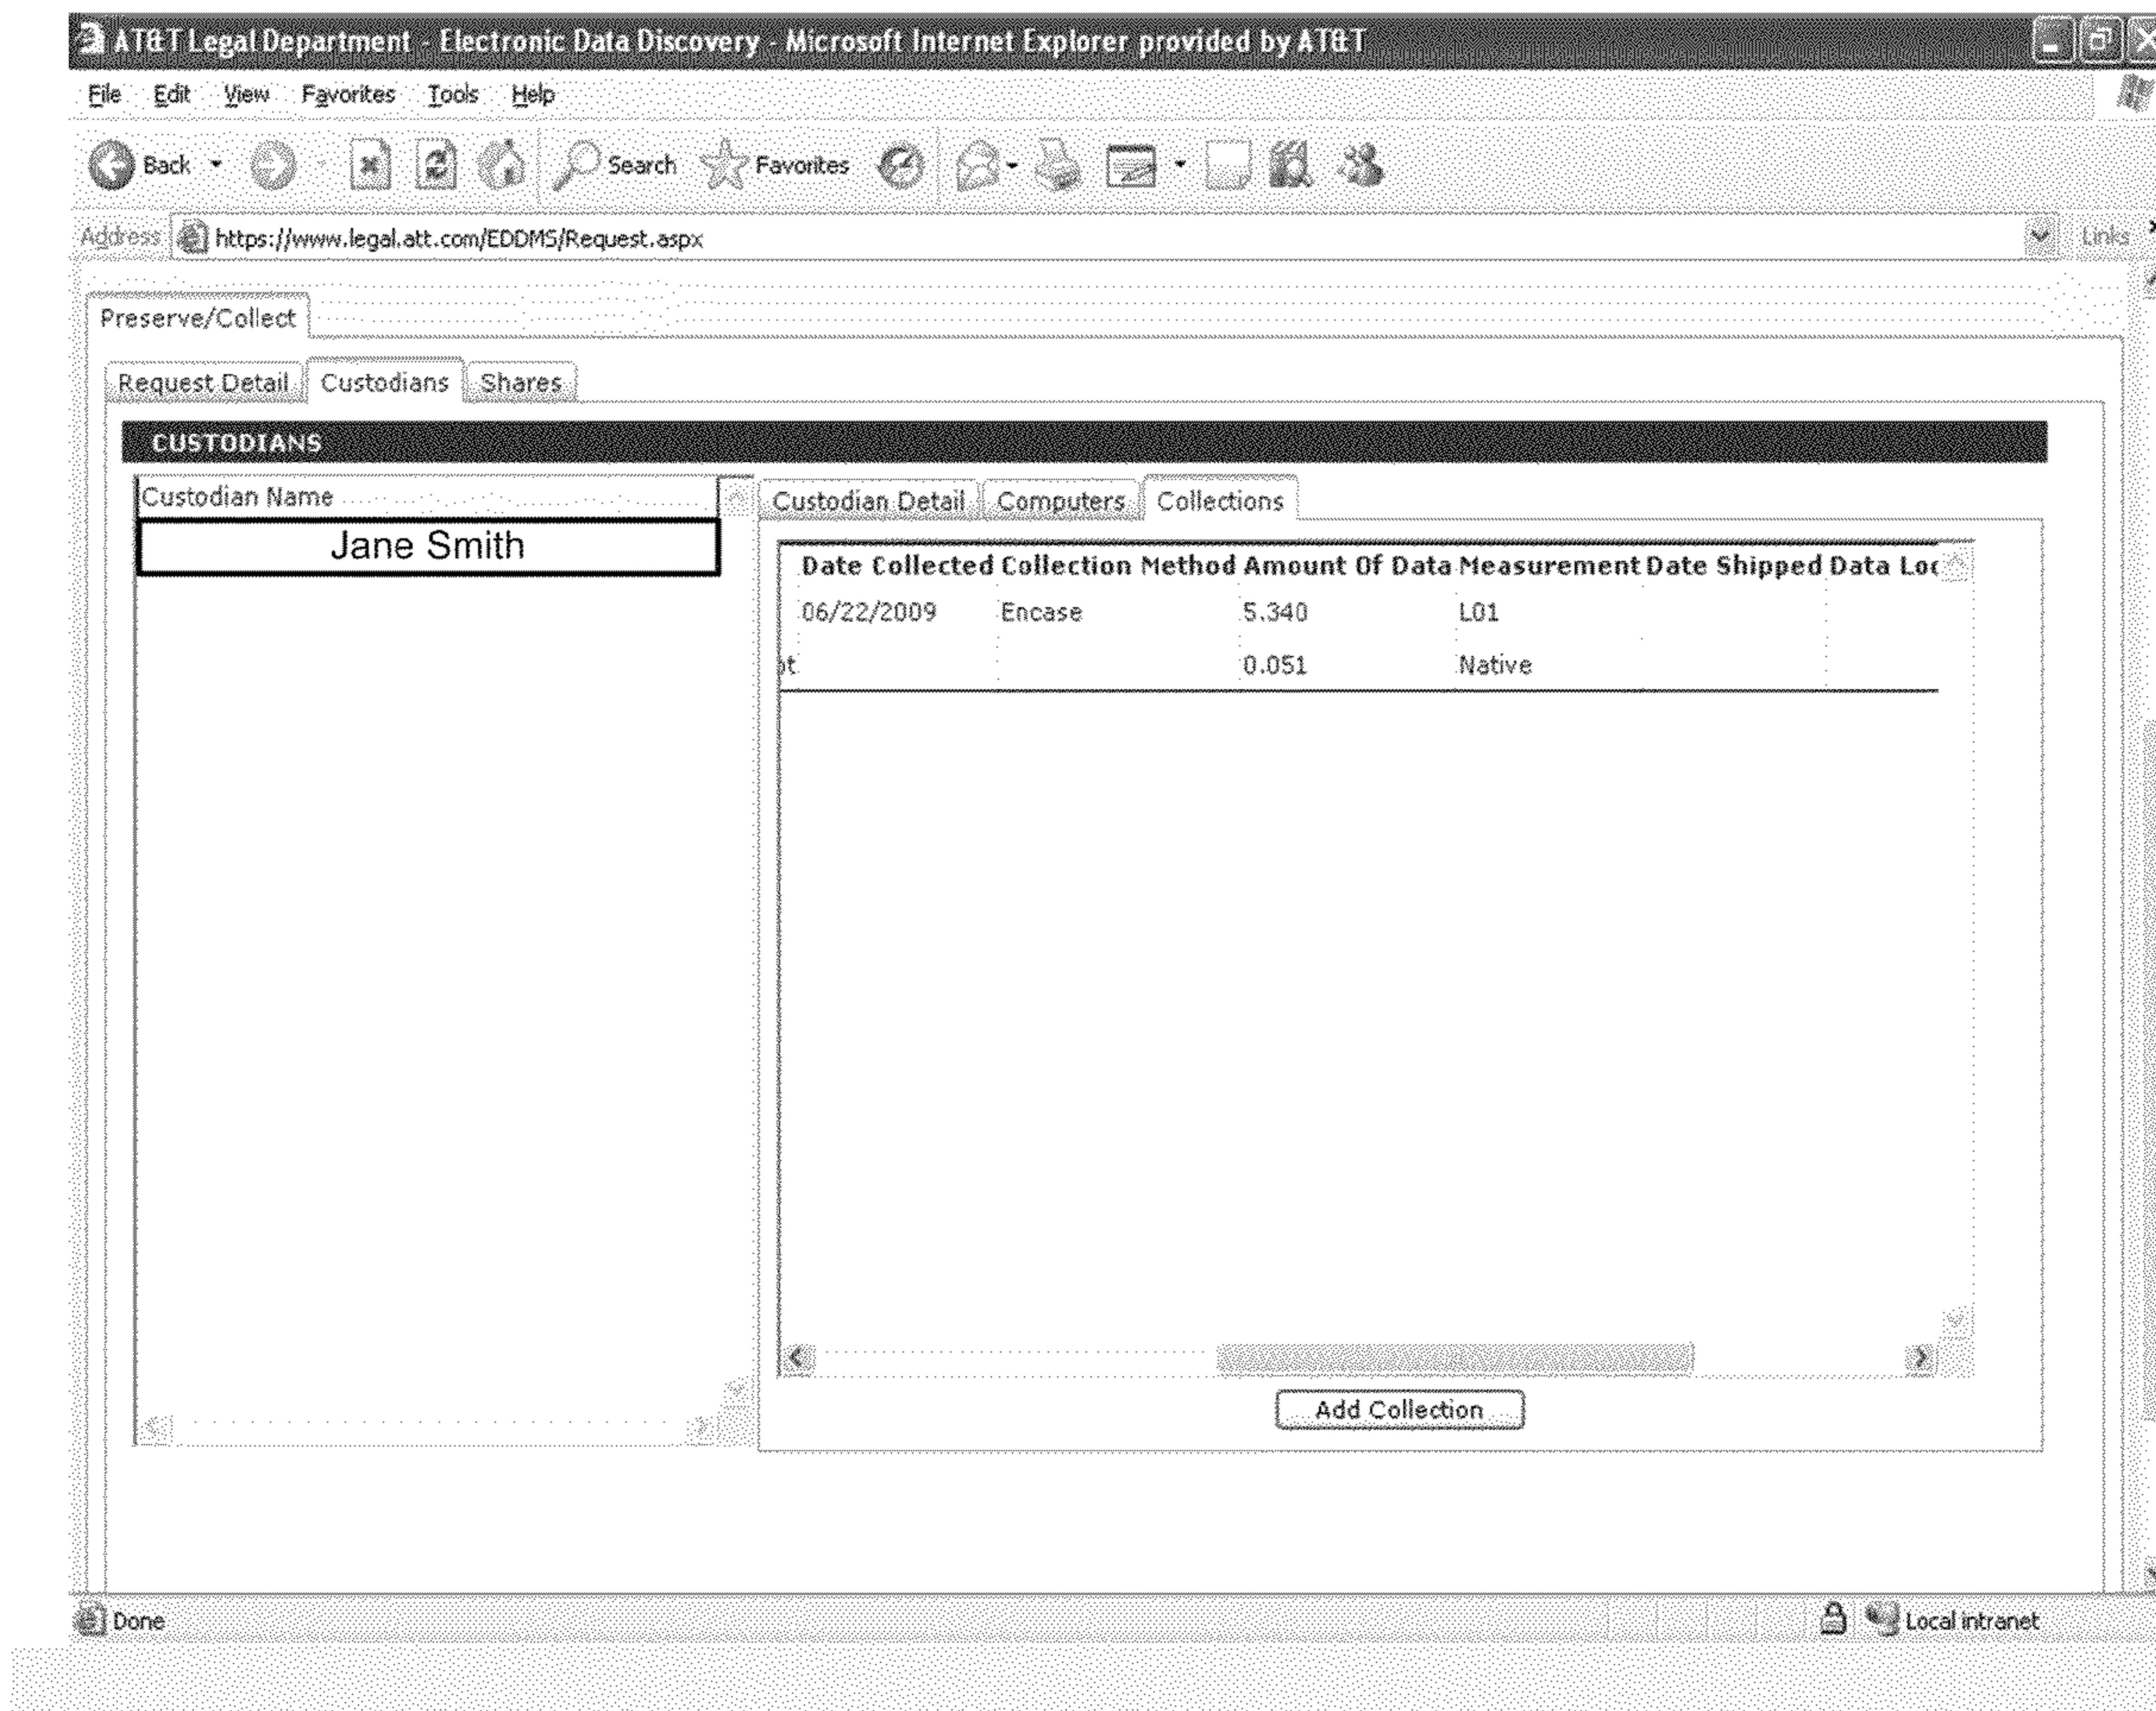 AT&T Legal Department - Electronic Data Discovery - Microsoft Internet Explorer provided by AT&T
File Edit View Favorites Tools Help
Back Search Favorites
Address https://www.legal.att.com/EDDMS/Request.aspx Links
Preserve/Collect
Request Detail Custodians Shares
CUSTODIANS
Custodian Name
Jane Smith
Custodian Detail Computers Collections
Date Collected Collection Method Amount Of Data Measurement Date Shipped Data Loc
06/22/2009 Encase 5.340 L01
ot 0.051 Native
Add Collection
Done Local intranet